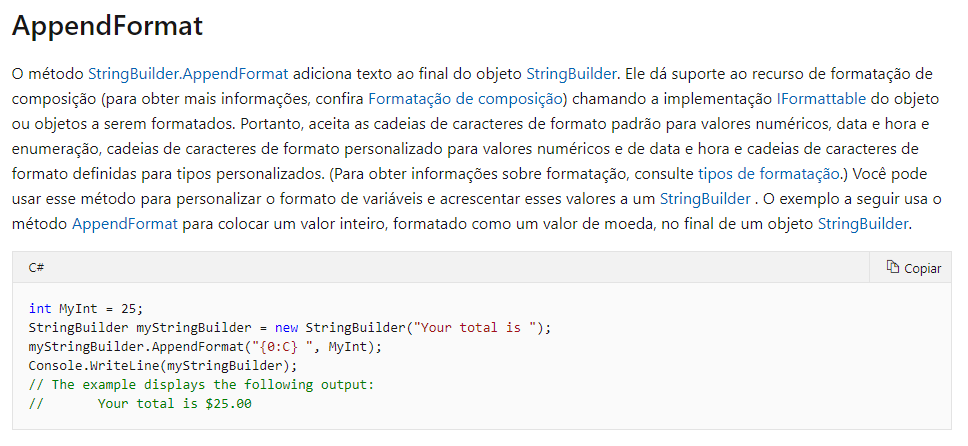 AppendFormat
O método StringBuilder.AppendFormat adiciona texto ao final do objeto StringBuilder. Ele dá suporte ao recurso de formatação de
composição (para obter mais informações, confira Formatação de composição) chamando a implementação IFormattable do objeto
ou objetos a serem formatados. Portanto, aceita as cadeias de caracteres de formato padrão para valores numéricos, data e hora e
enumeração, cadeias de caracteres de formato personalizado para valores numéricos e de data e hora e cadeias de caracteres de
formato definidas para tipos personalizados. (Para obter informações sobre formatação, consulte tipos de formatação.) Você pode
usar esse método para personalizar o formato de variáveis e acrescentar esses valores a um StringBuilder . O exemplo a seguir usa o
método AppendFormat para colocar um valor inteiro, formatado como um valor de moeda, no final de um objeto StringBuilder.
C# Copiar
int MyInt = 25;
StringBuilder myStringBuilder = new StringBuilder("Your total is ");
myStringBuilder.AppendFormat("{0:C} ", MyInt);
Console.WriteLine(myStringBuilder);
// The example displays the following output:
//       Your total is $25.00